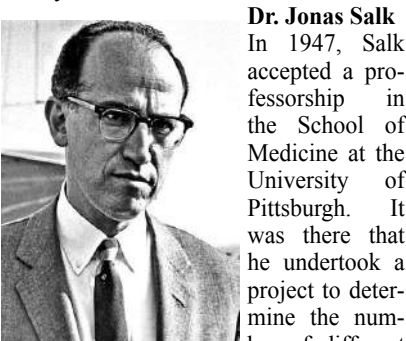 Dr. Jonas Salk
In 1947, Salk
accepted a pro-
fessorship in
the School of
Medicine at the
University of
Pittsburgh. It
was there that
he undertook a
project to deter-
mine the num-